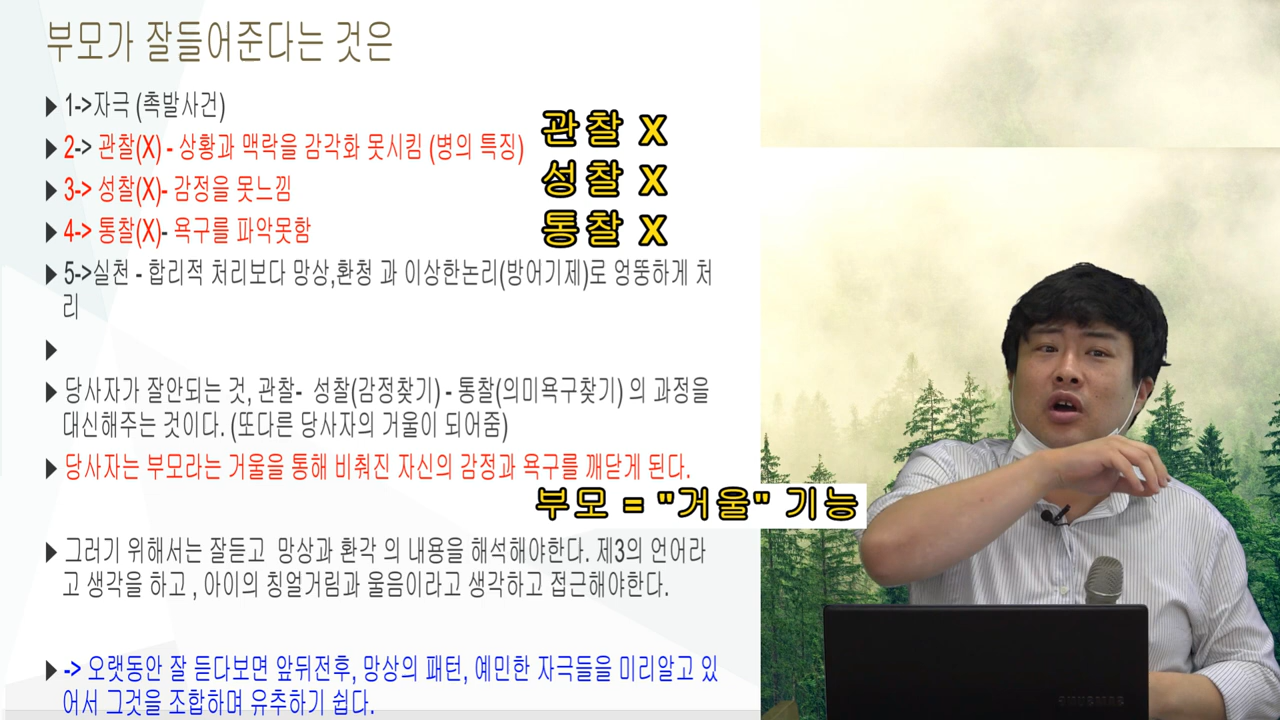 부모가 잘들어준다는 것은
1->자극 (촉발사건)
2-> 관찰(X) - 상황과 맥락을 감각화 못시킴 (병의 특징)
3-> 성찰(X)- 감정을 못느낌
4-> 통찰(X)- 욕구를 파악못함
관찰 X
성찰 X
통찰 X
5->실천 - 합리적 처리보다 망상,환청 과 이상한논리(방어기제)로 엉뚱하게 처
리
당사자가 잘안되는 것, 관찰- 성찰(감정찾기) - 통찰(의미욕구찾기) 의 과정을
대신해주는 것이다. (또다른 당사자의 거울이 되어줌)
당사자는 부모라는 거울을 통해 비춰진 자신의 감정과 욕구를 깨닫게 된다.
부모 = "거울" 기능
그러기 위해서는 잘듣고 망상과 환각 의 내용을 해석해야한다. 제3의 언어라
고 생각을 하고 , 아이의 칭얼거림과 울음이라고 생각하고 접근해야한다.
-> 오랫동안 잘 듣다보면 앞뒤전후, 망상의 패턴, 예민한 자극들을 미리알고 있
어서 그것을 조합하며 유추하기 쉽다.
SAMSUNG